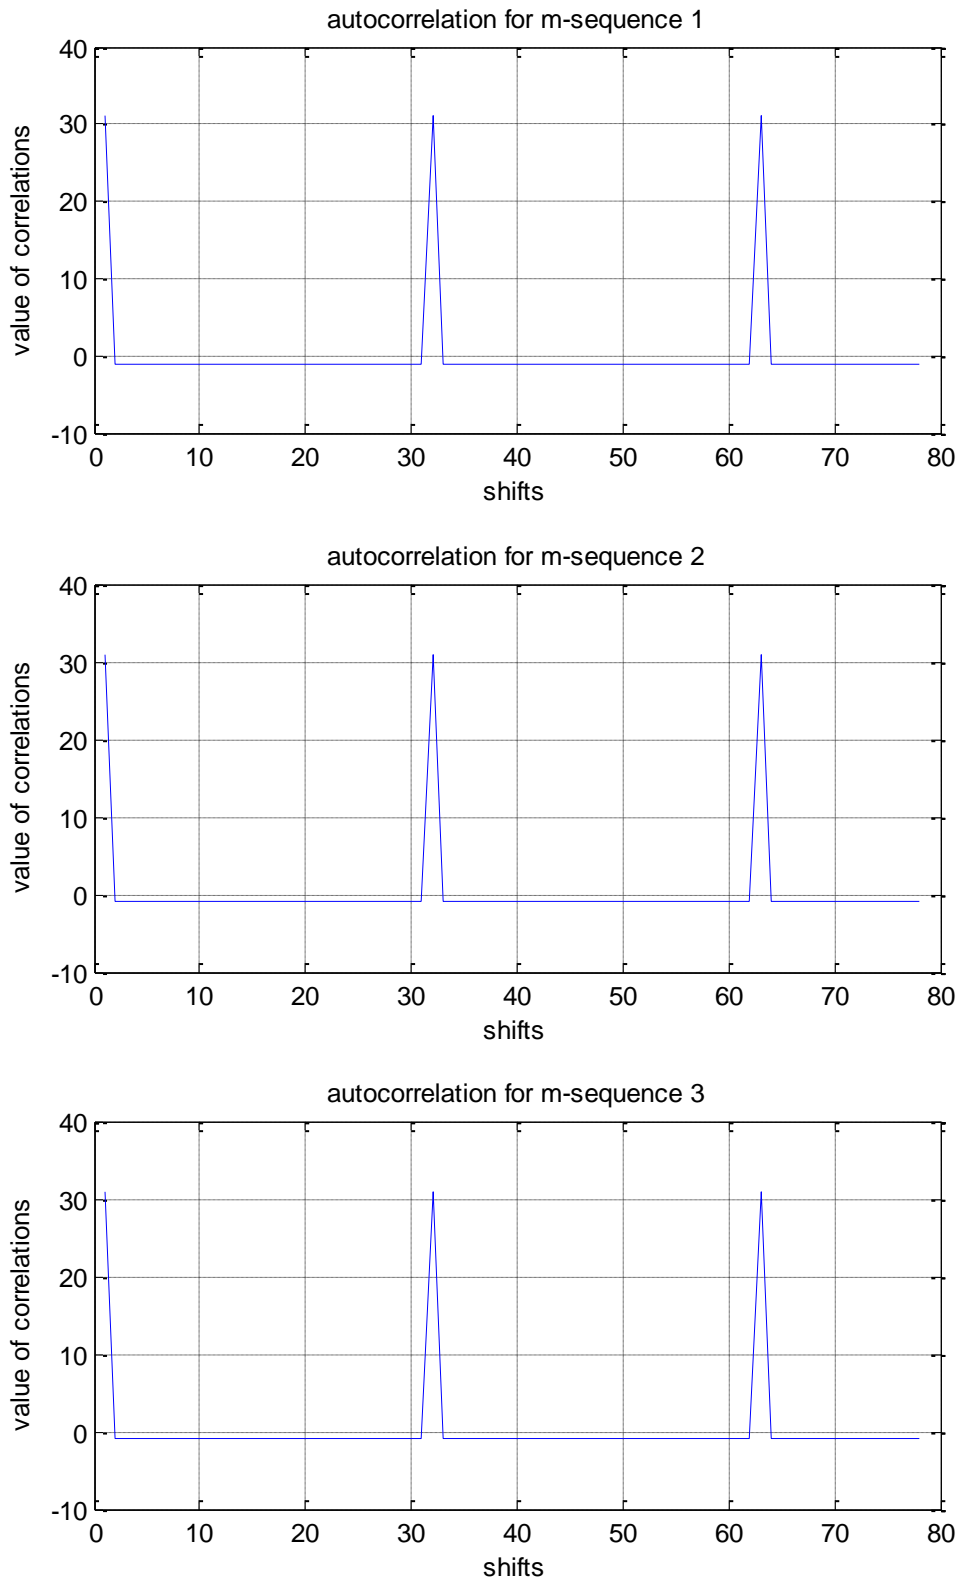 autocorrelation for m-sequence 1
40
30
20
10
0
-10
value of correlations
0 10 20 30 40 50 60 70 80
shifts
autocorrelation for m-sequence 2
40
30
20
10
0
-10
value of correlations
0 10 20 30 40 50 60 70 80
shifts
autocorrelation for m-sequence 3
40
30
20
10
0
-10
value of correlations
0 10 20 30 40 50 60 70 80
shifts